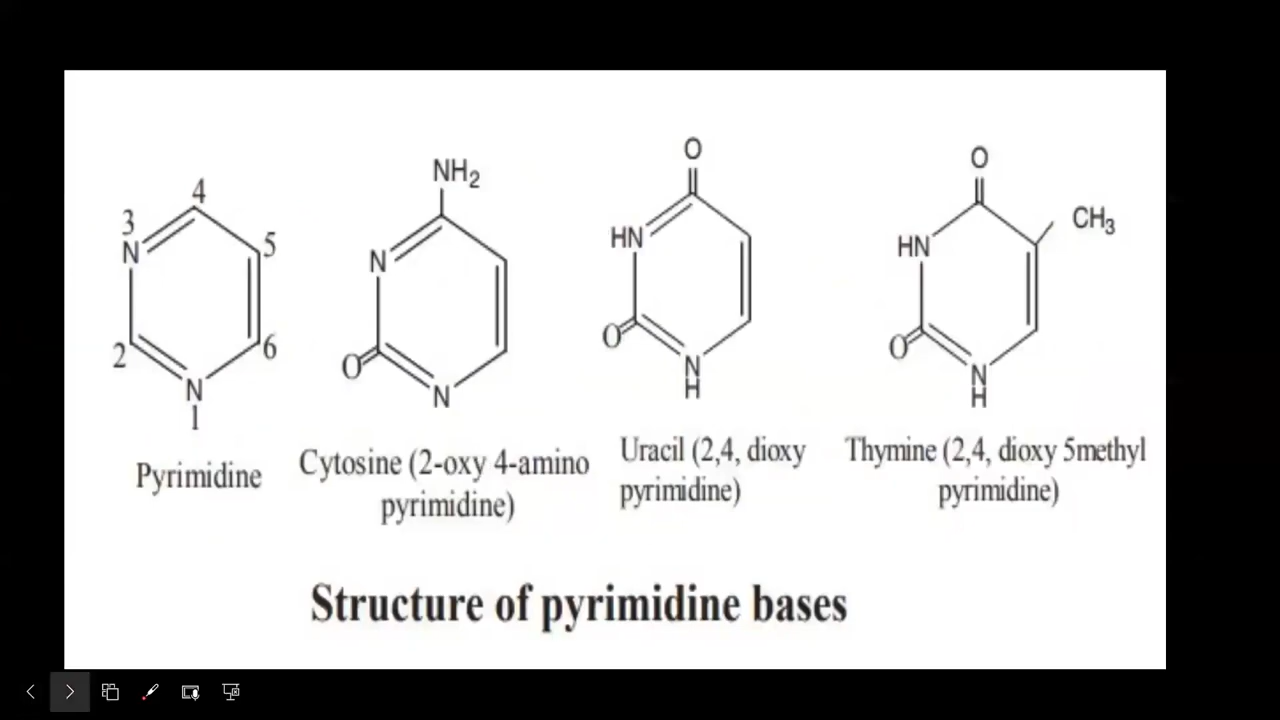 3
4
5
N
2
6
N
1
Pyrimidine
NH2
N
O
N
Cytosine (2-oxy 4-amino
pyrimidine)
O
HN
O
N
H
Uracil (2,4, dioxy
pyrimidine)
O
CH3
HN
O
N
H
Thymine (2,4, dioxy 5methyl
pyrimidine)
Structure of pyrimidine bases